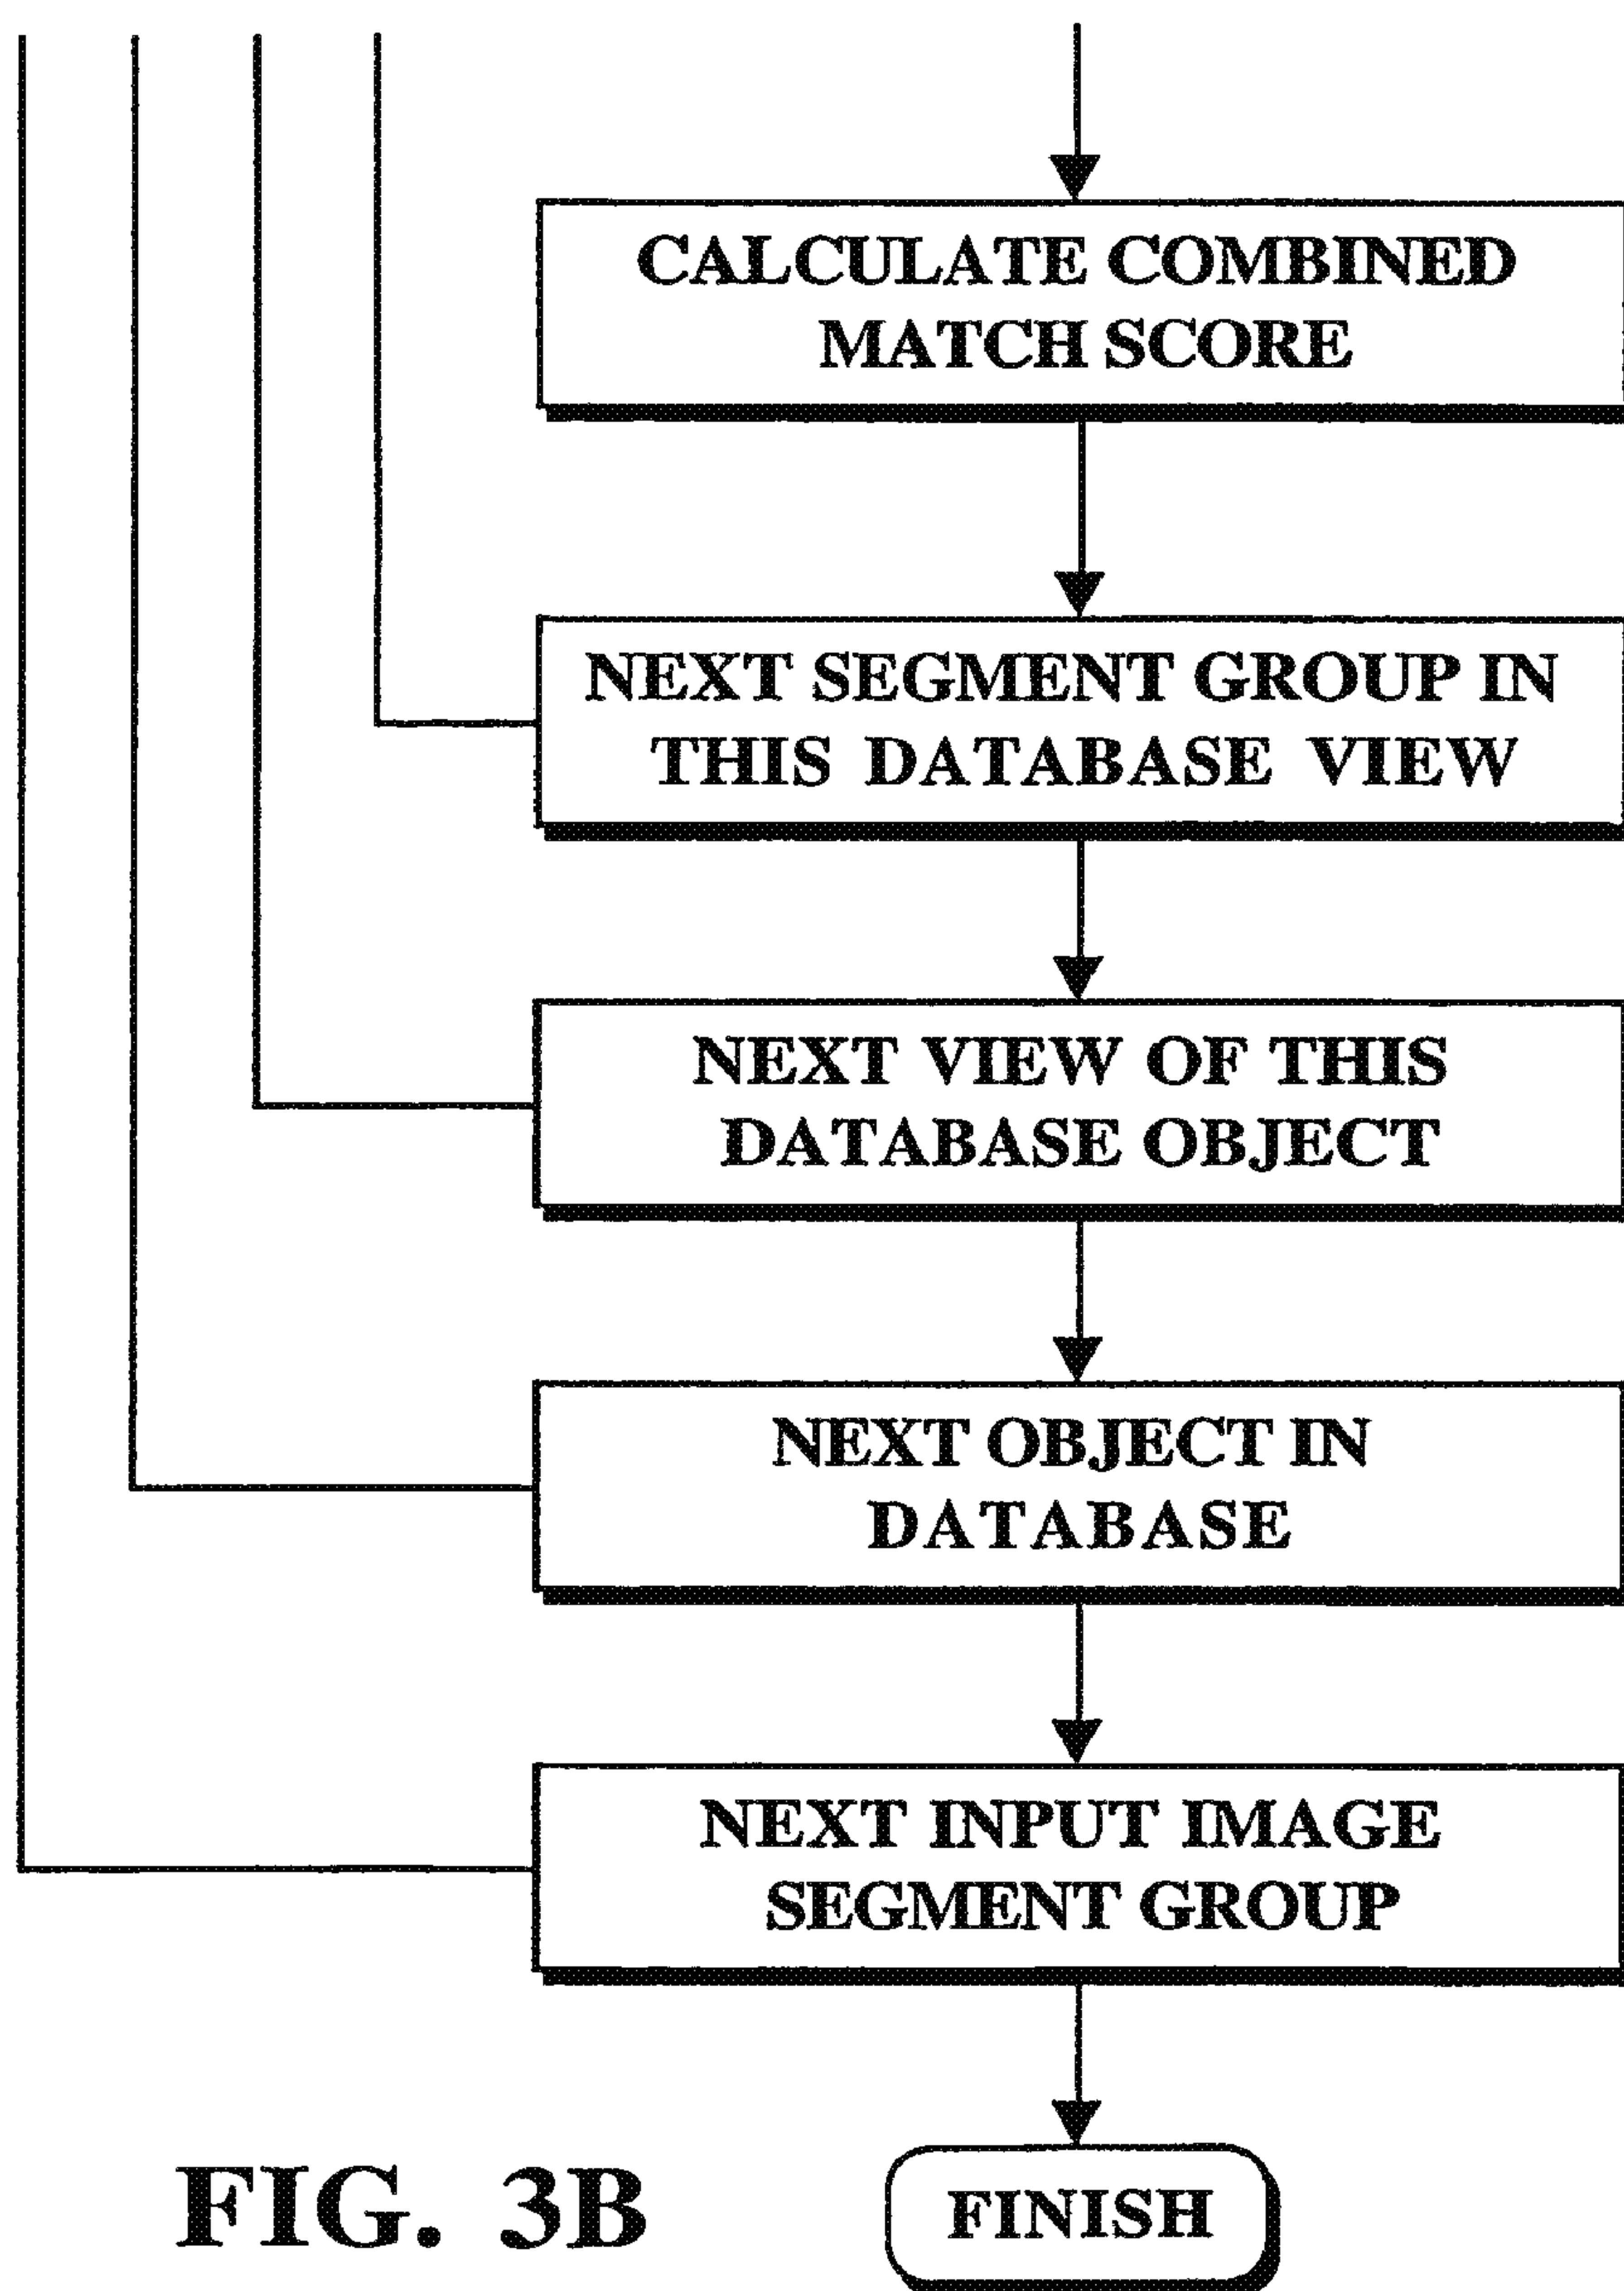 CALCULATE COMBINED
MATCH SCORE
NEXT SEGMENT GROUP IN
THIS DATABASE VIEW
NEXT VIEW OF THIS
DATABASE OBJECT
NEXT OBJECT IN
DATABASE
NEXT INPUT IMAGE
SEGMENT GROUP
FINISH
FIG. 3B